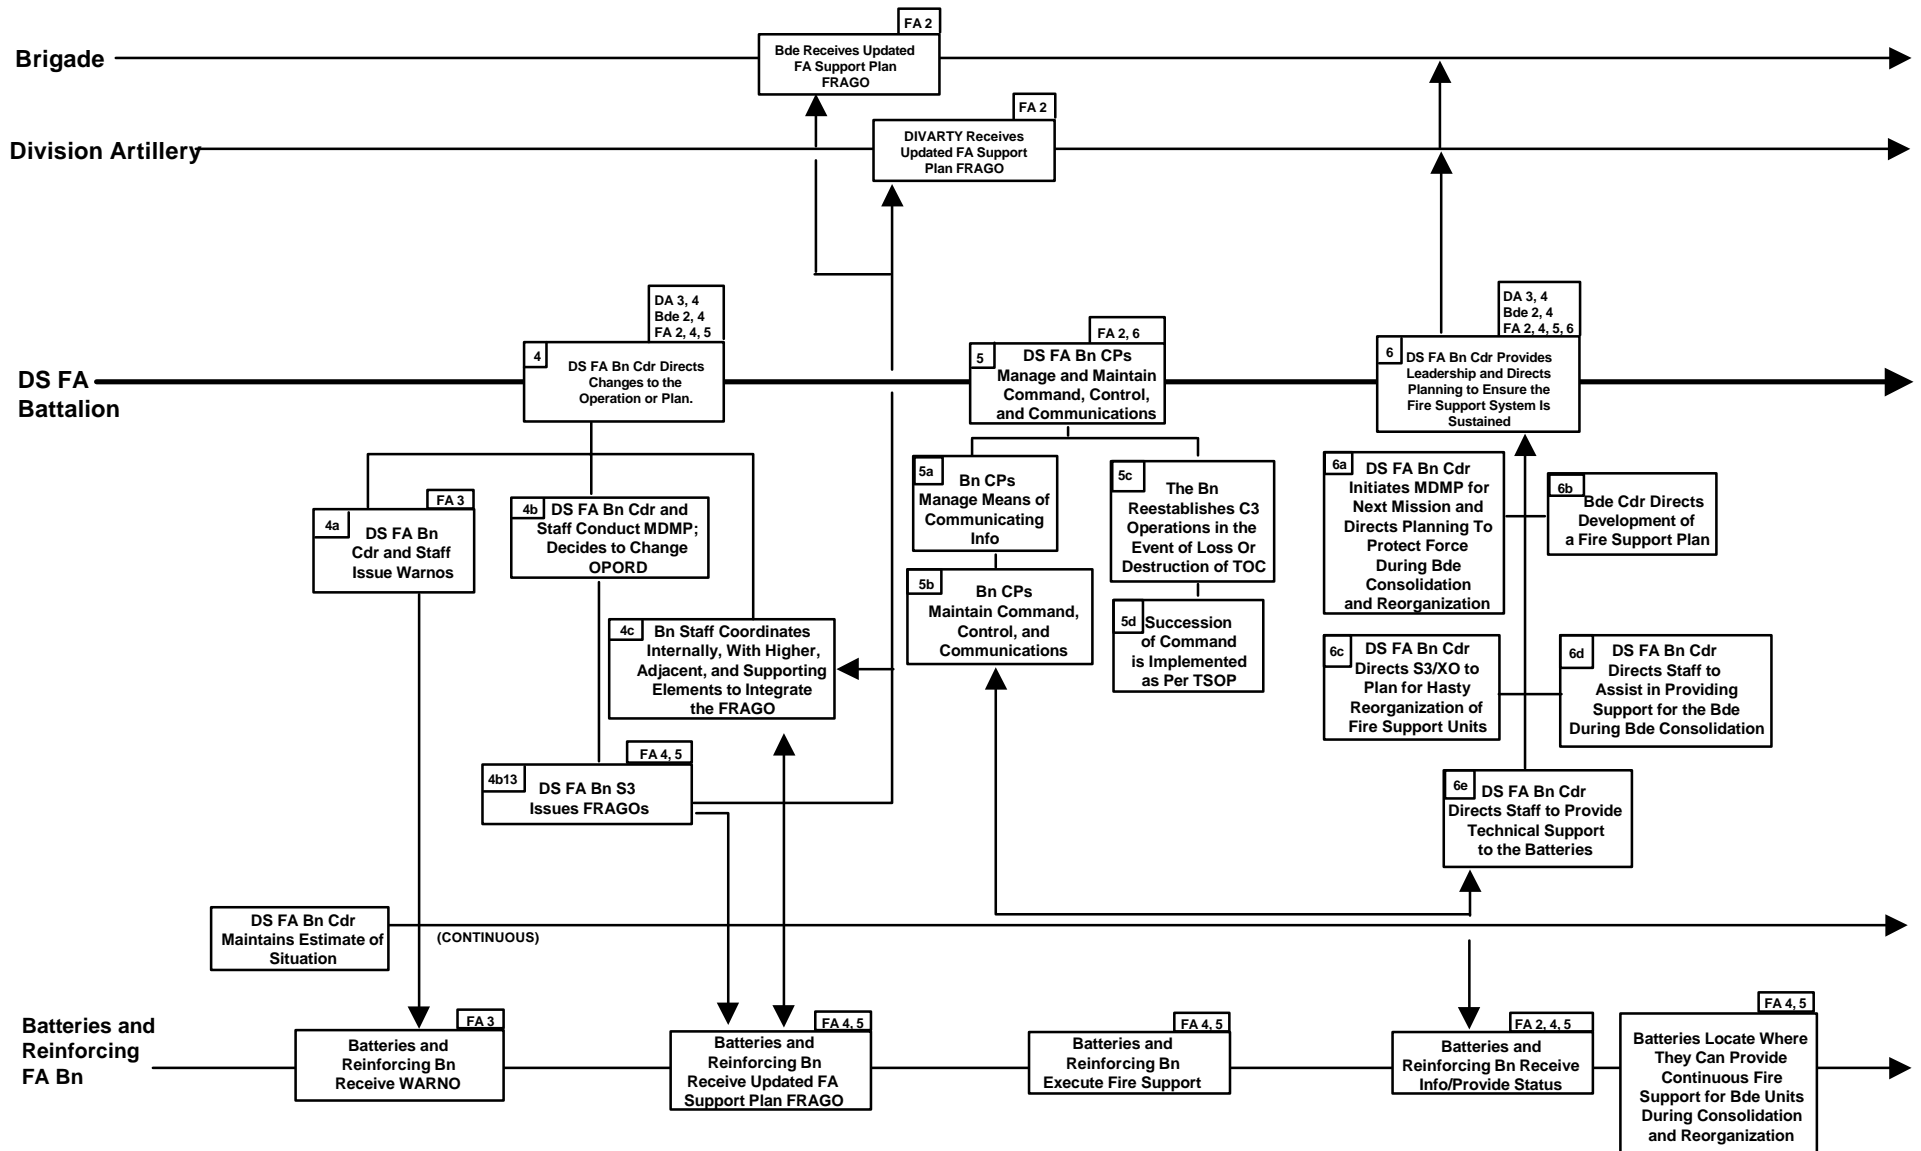 FA 2
Brigade
Bde Receives Updated
FA Support Plan
FRAGO
FA 2
Division Artillery
DIVARTY Receives
Updated FA Support
Plan FRAGO
DS FA
Battalion
DA 3, 4
Bde 2, 4
FA 2, 4, 5
4
DS FA Bn Cdr Directs
Changes to the
Operation or Plan.
FA 2, 6
5
DS FA Bn CPs
Manage and Maintain
Command, Control,
and Communications
DA 3, 4
Bde 2, 4
FA 2, 4, 5, 6
6
DS FA Bn Cdr Provides
Leadership and Directs
Planning to Ensure the
Fire Support System Is
Sustained
FA 3
4a
DS FA Bn
Cdr and Staff
Issue Warnos
4b
DS FA Bn Cdr and
Staff Conduct MDMP;
Decides to Change
OPORD
4c
Bn Staff Coordinates
Internally, With Higher,
Adjacent, and Supporting
Elements to Integrate
the FRAGO
FA 4, 5
4b13
DS FA Bn S3
Issues FRAGOs
5a
Bn CPs
Manage Means of
Communicating
Info
5b
Bn CPs
Maintain Command,
Control, and
Communications
5c
The Bn
Reestablishes C3
Operations in the
Event of Loss Or
Destruction of TOC
5d
Succession
of Command
is Implemented
as Per TSOP
6a
DS FA Bn Cdr
Initiates MDMP for
Next Mission and
Directs Planning To
Protect Force
During Bde
Consolidation
and Reorganization
6b
Bde Cdr Directs
Development of
a Fire Support Plan
6c
DS FA Bn Cdr
Directs S3/XO to
Plan for Hasty
Reorganization of
Fire Support Units
6d
DS FA Bn Cdr
Directs Staff to
Assist in Providing
Support for the Bde
During Bde Consolidation
6e
DS FA Bn Cdr
Directs Staff to Provide
Technical Support
to the Batteries
DS FA Bn Cdr
Maintains Estimate of
Situation
(CONTINUOUS)
Batteries and
Reinforcing
FA Bn
FA 3
Batteries and
Reinforcing Bn
Receive WARNO
FA 4, 5
Batteries and
Reinforcing Bn
Receive Updated FA
Support Plan FRAGO
FA 4, 5
Batteries and
Reinforcing Bn
Execute Fire Support
FA 2, 4, 5
Batteries and
Reinforcing Bn Receive
Info/Provide Status
FA 4, 5
Batteries Locate Where
They Can Provide
Continuous Fire
Support for Bde Units
During Consolidation
and Reorganization